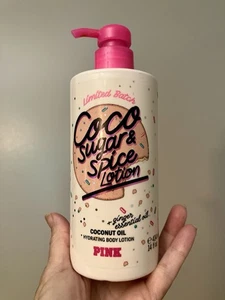 Limited Batch
Coco
Sugar &
Spice
Lotion
+ ginger
essential oil
COCONUT OIL
HYDRATING BODY LOTION
PINK